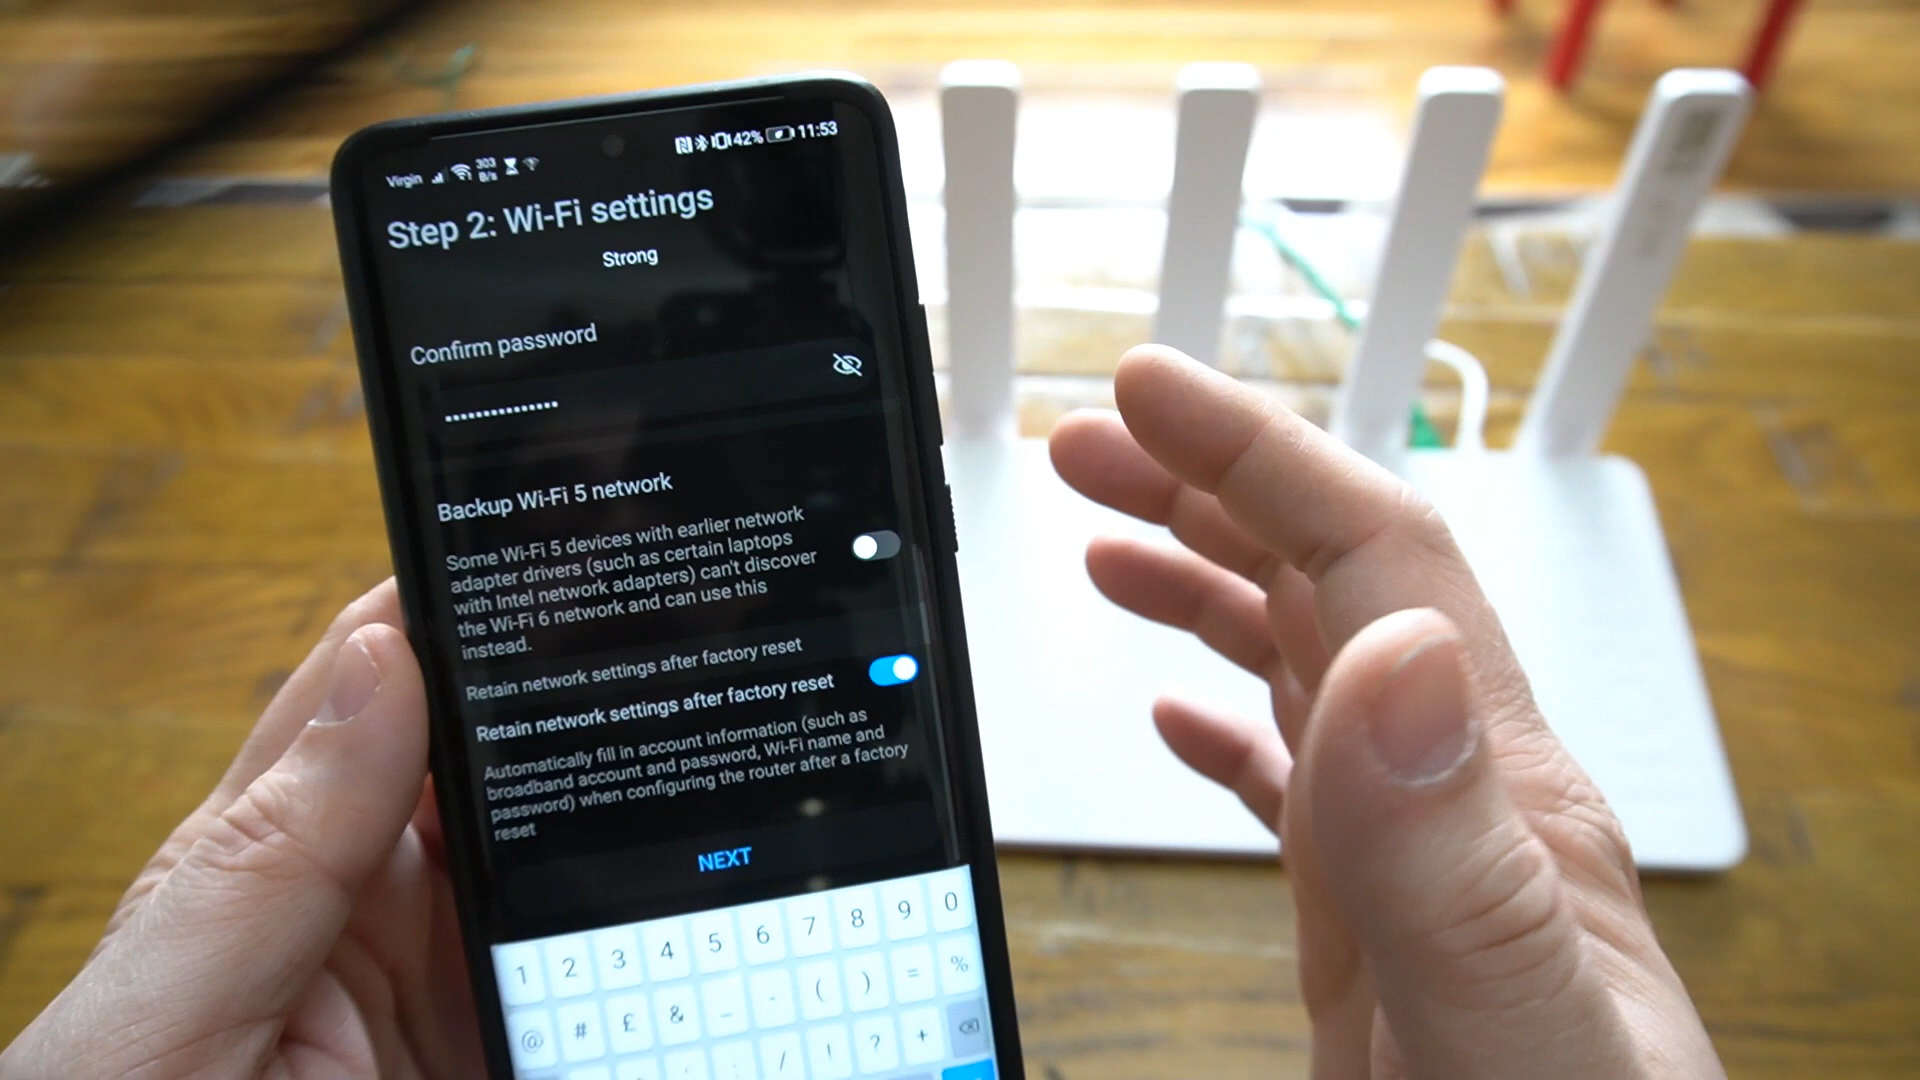 Virgin 303 B/s 42% 11:53
Step 2: Wi-Fi settings
Strong
Confirm password
•••••••••••••••
Backup Wi-Fi 5 network
Some Wi-Fi 5 devices with earlier network
adapter drivers (such as certain laptops
with Intel network adapters) can't discover
the Wi-Fi 6 network and can use this
instead.
Retain network settings after factory reset
Retain network settings after factory reset
Automatically fill in account information (such as
broadband account and password, Wi-Fi name and
password) when configuring the router after a factory
reset
NEXT
1 2 3 4 5 6 7 8 9 0
@ # £ & _ - ( ) = %
/ ! ? +